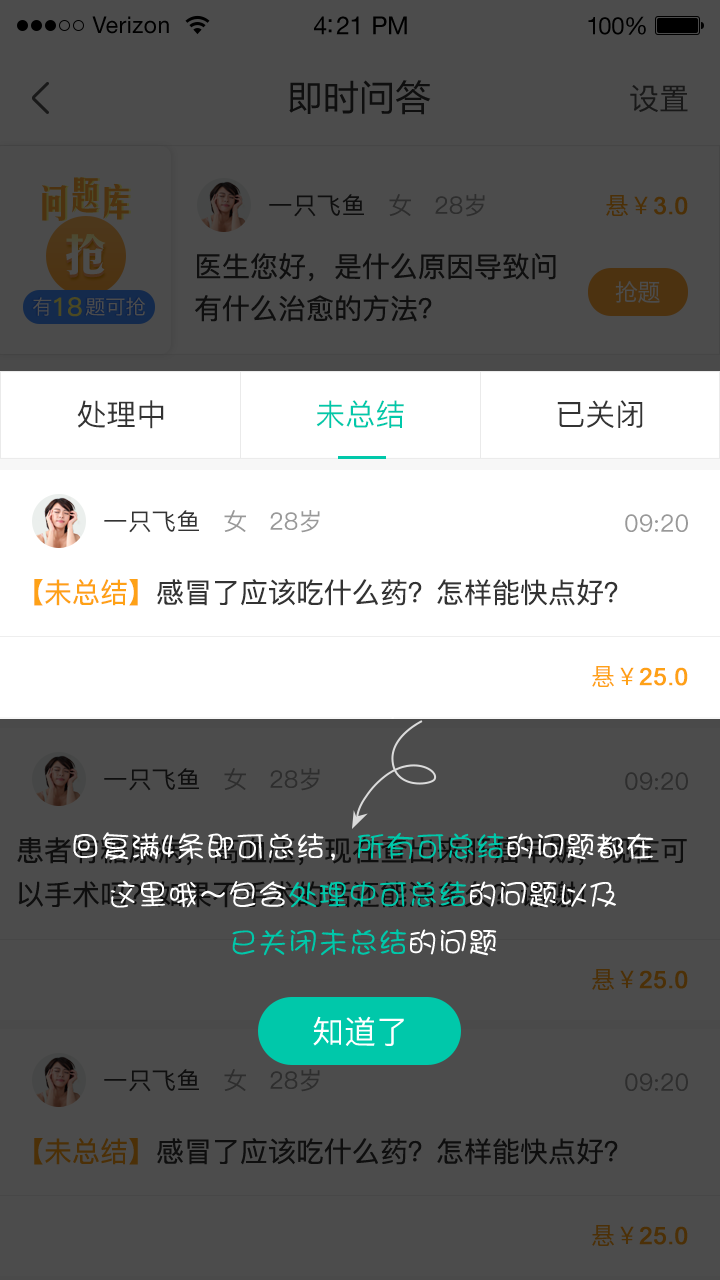 Verizon 4:21 PM 100%
即时问答 设置
问题库
抢
有18题可抢
一只飞鱼 女 28岁 悬￥3.0
医生您好，是什么原因导致问
有什么治愈的方法?
抢题
处理中 未总结 已关闭
一只飞鱼 女 28岁 09:20
【未总结】感冒了应该吃什么药？怎样能快点好?
悬￥25.0
一只飞鱼 女 28岁 09:20
回复满4条即可总结，所有可总结的问题都在
这里哦~包含处理中可总结的问题以及
已关闭未总结的问题
悬￥25.0
知道了
一只飞鱼 女 28岁 09:20
【未总结】感冒了应该吃什么药？怎样能快点好?
悬￥25.0